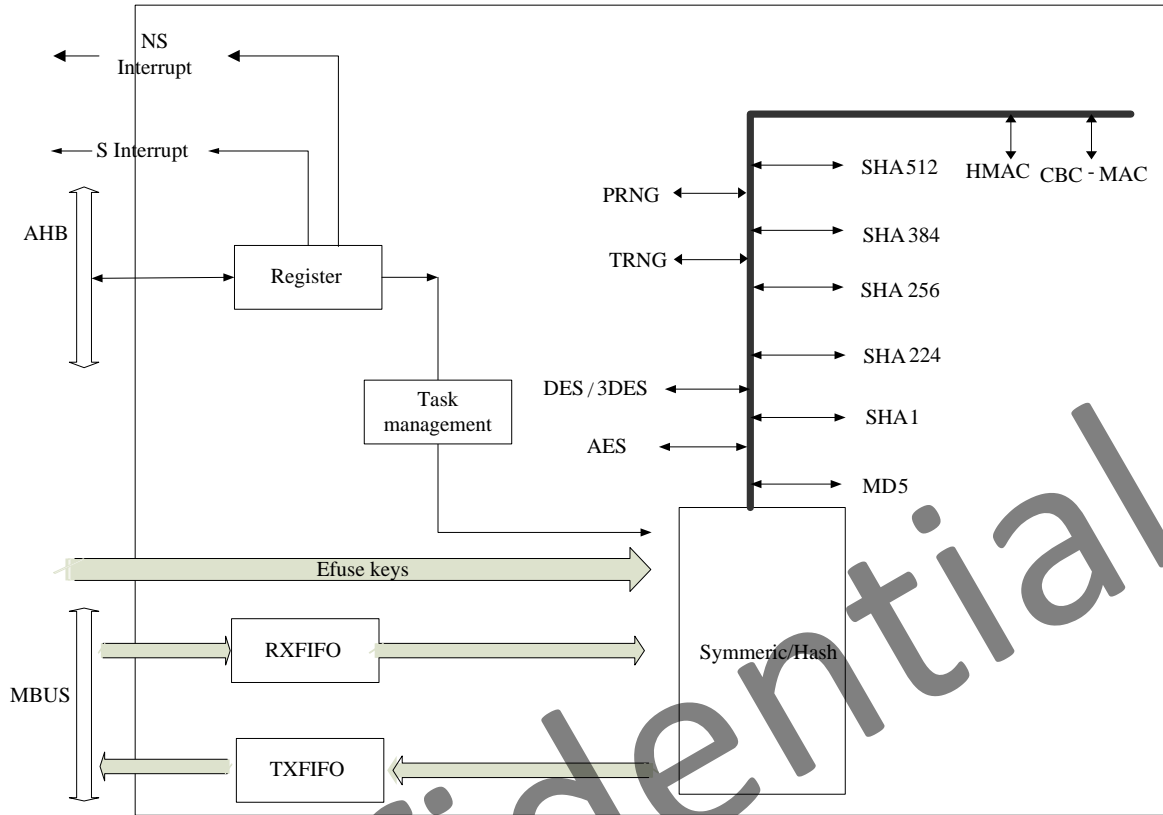 NS
Interrupt
S Interrupt
AHB
Register
Task
management
PRNG
TRNG
DES / 3DES
AES
SHA 512
SHA 384
SHA 256
SHA 224
SHA 1
MD5
HMAC
CBC - MAC
Efuse keys
MBUS
RXFIFO
TXFIFO
Symmeric/Hash
fidential